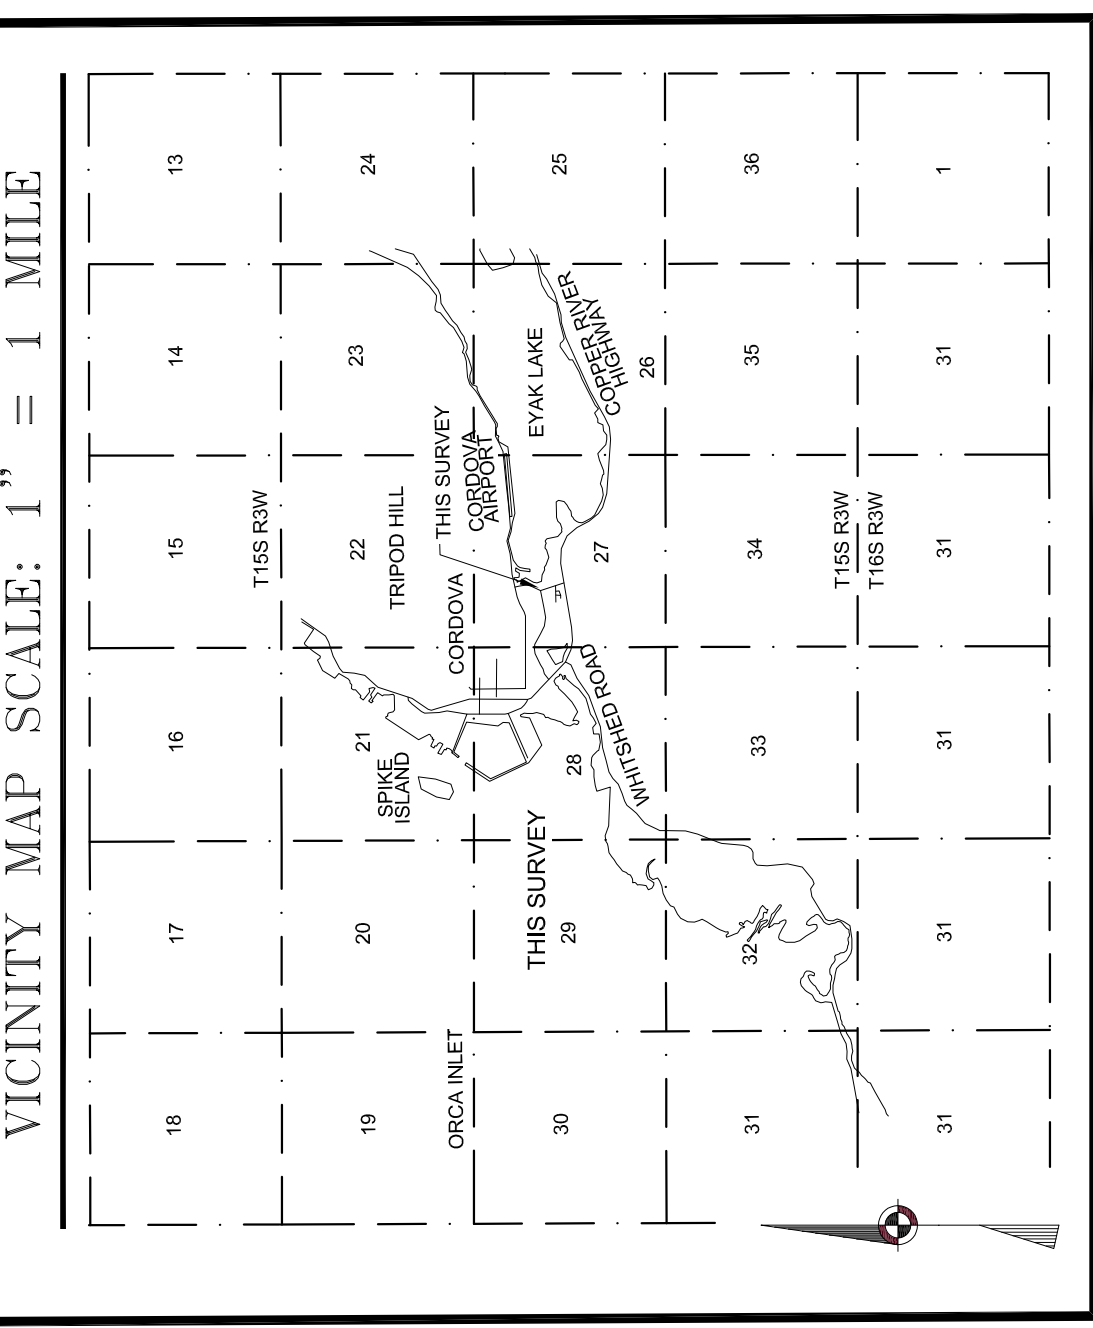 VICINITY MAP SCALE: 1" = 1 MILE
18
17
16
15
14
13
T15S R3W
19
20
21
22
23
24
SPIKE
ISLAND
TRIPOD HILL
ORCA INLET
CORDOVA
THIS SURVEY
CORDOVA
AIRPORT
THIS SURVEY
EYAK LAKE
30
29
28
27
26
25
COPPER RIVER
HIGHWAY
WHITSHED ROAD
31
32
33
34
35
36
T15S R3W
T16S R3W
31
31
31
31
31
1